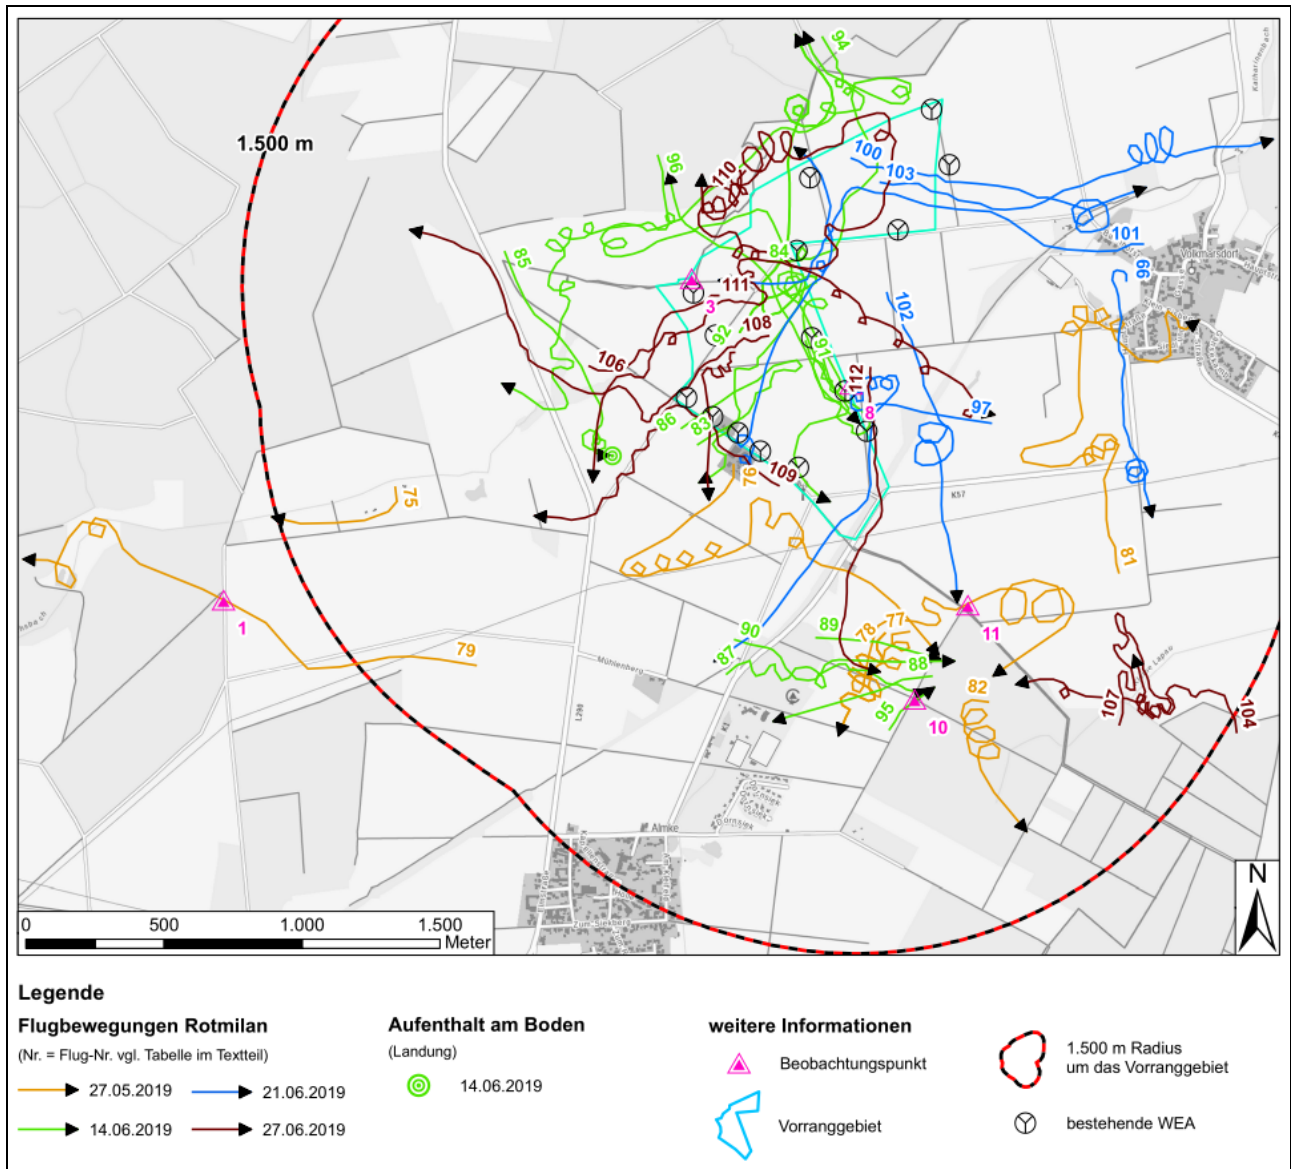 94
Katharinenbach
1.500 m
100
96
103
110
101
Volkmarsdorf
85
84
99
111
3
102
108
92
91
106
112
8
97
86
83
76
109
75
K57
81
1
79
90
89
77
78
87
88
11
Mühlenberg
82
95
10
107
104
L290
K1
Almke
N
0 500 1.000 1.500
Meter
Legende
Flugbewegungen Rotmilan
(Nr. = Flug-Nr. vgl. Tabelle im Textteil)
27.05.2019
21.06.2019
14.06.2019
27.06.2019
Aufenthalt am Boden
(Landung)
14.06.2019
weitere Informationen
Beobachtungspunkt
Vorranggebiet
1.500 m Radius
um das Vorranggebiet
bestehende WEA